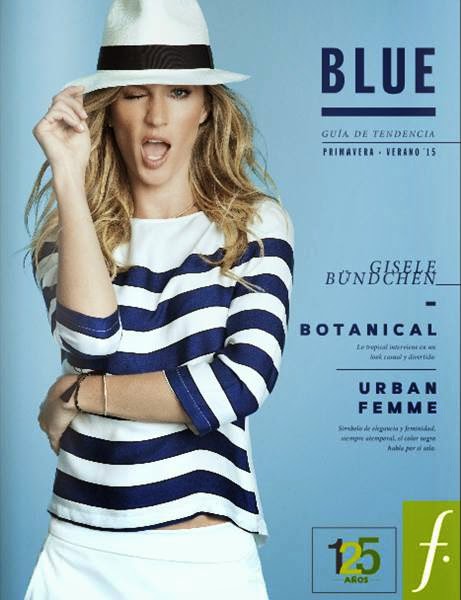 BLUE
GUÍA DE TENDENCIA
PRIMAVERA - VERANO '15
GISELE
BÜNDCHEN
BOTANICAL
Lo tropical interviene en un
look casual y divertido.
URBAN
FEMME
Símbolo de elegancia y feminidad,
siempre atemporal, el color negro
habla por sí solo.
125
AÑOS
f.